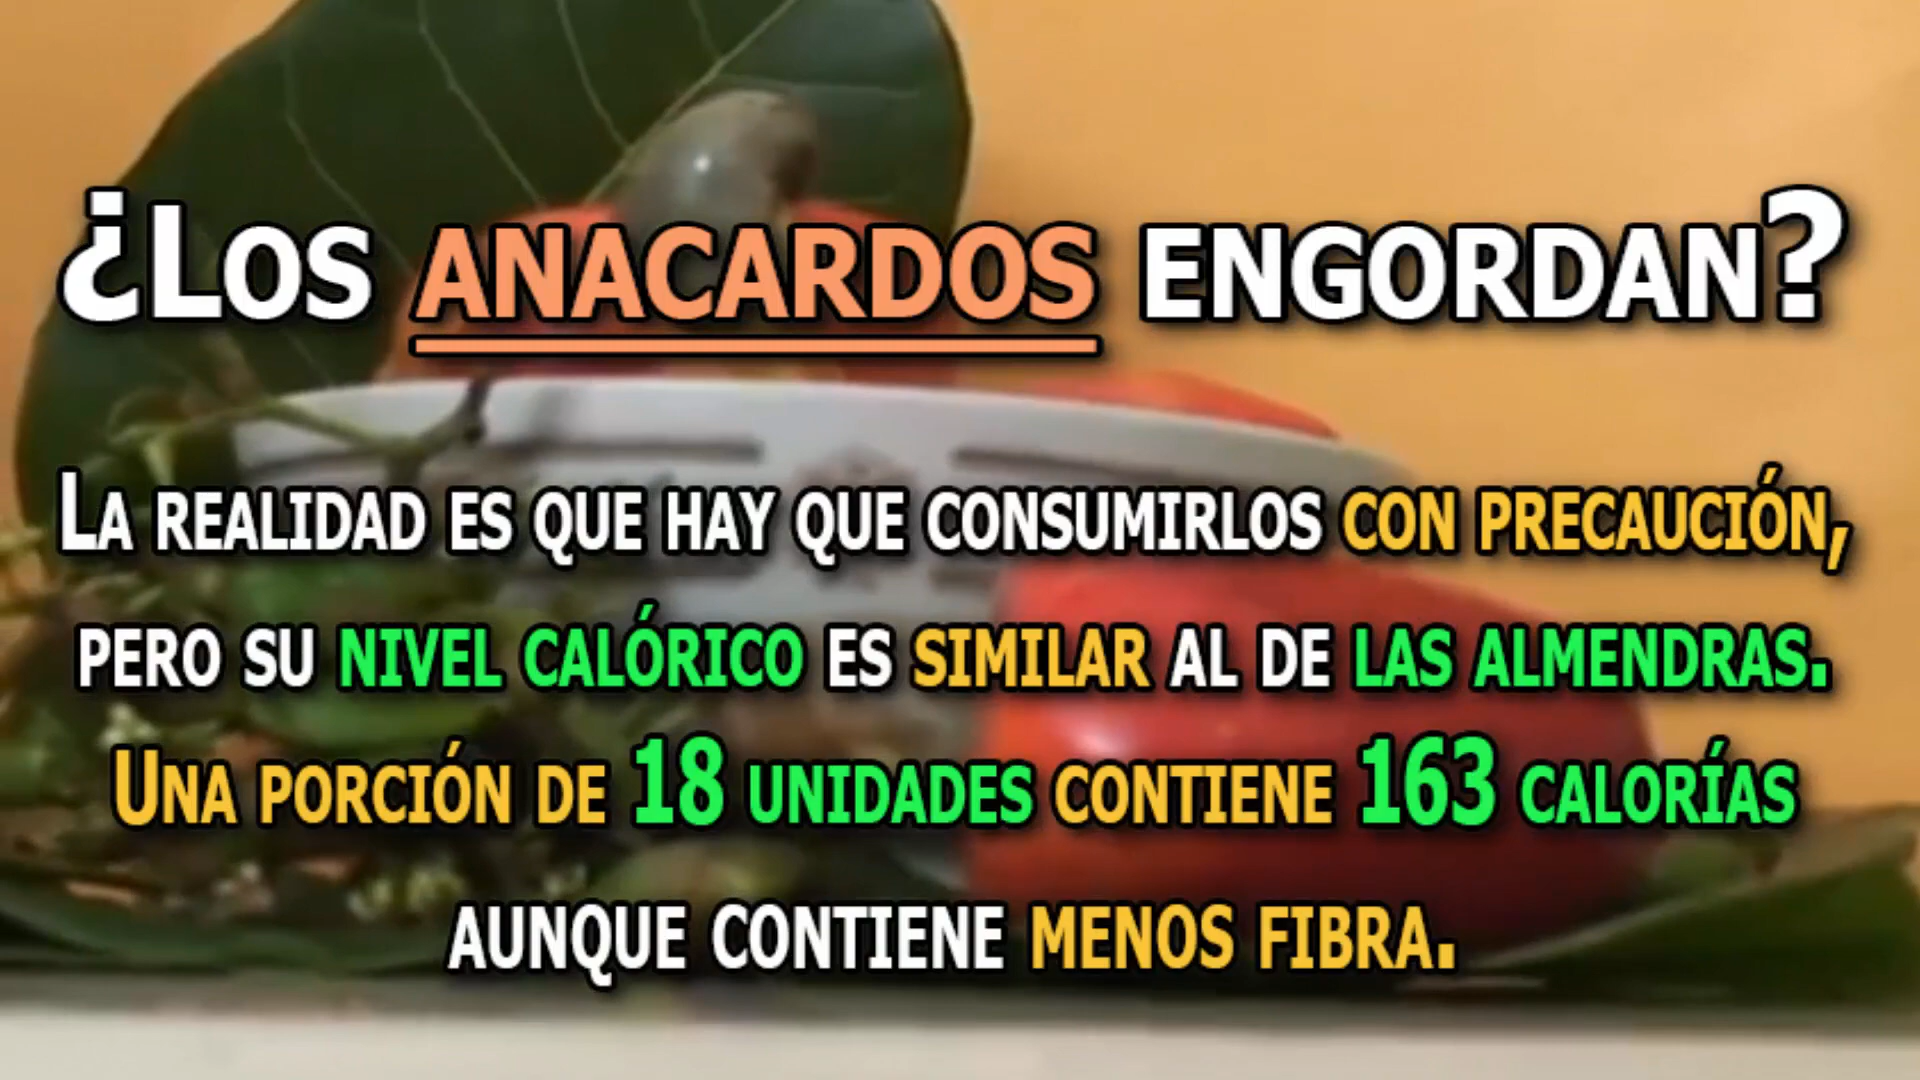 ¿Los anacardos engordan?
La realidad es que hay que consumirlos con precaución,
pero su nivel calórico es similar al de las almendras.
Una porción de 18 unidades contiene 163 calorías
aunque contiene menos fibra.